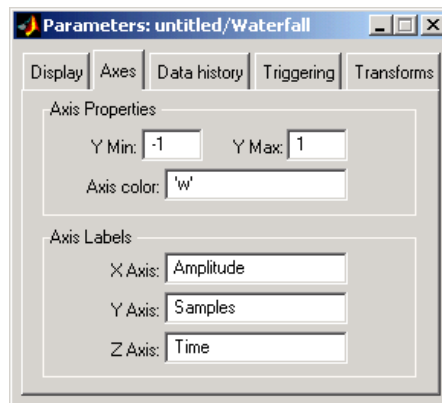 Parameters: untitled/Waterfall
Display Axes Data history Triggering Transforms
Axis Properties
Y Min: -1 Y Max: 1
Axis color: 'w'
Axis Labels
X Axis: Amplitude
Y Axis: Samples
Z Axis: Time